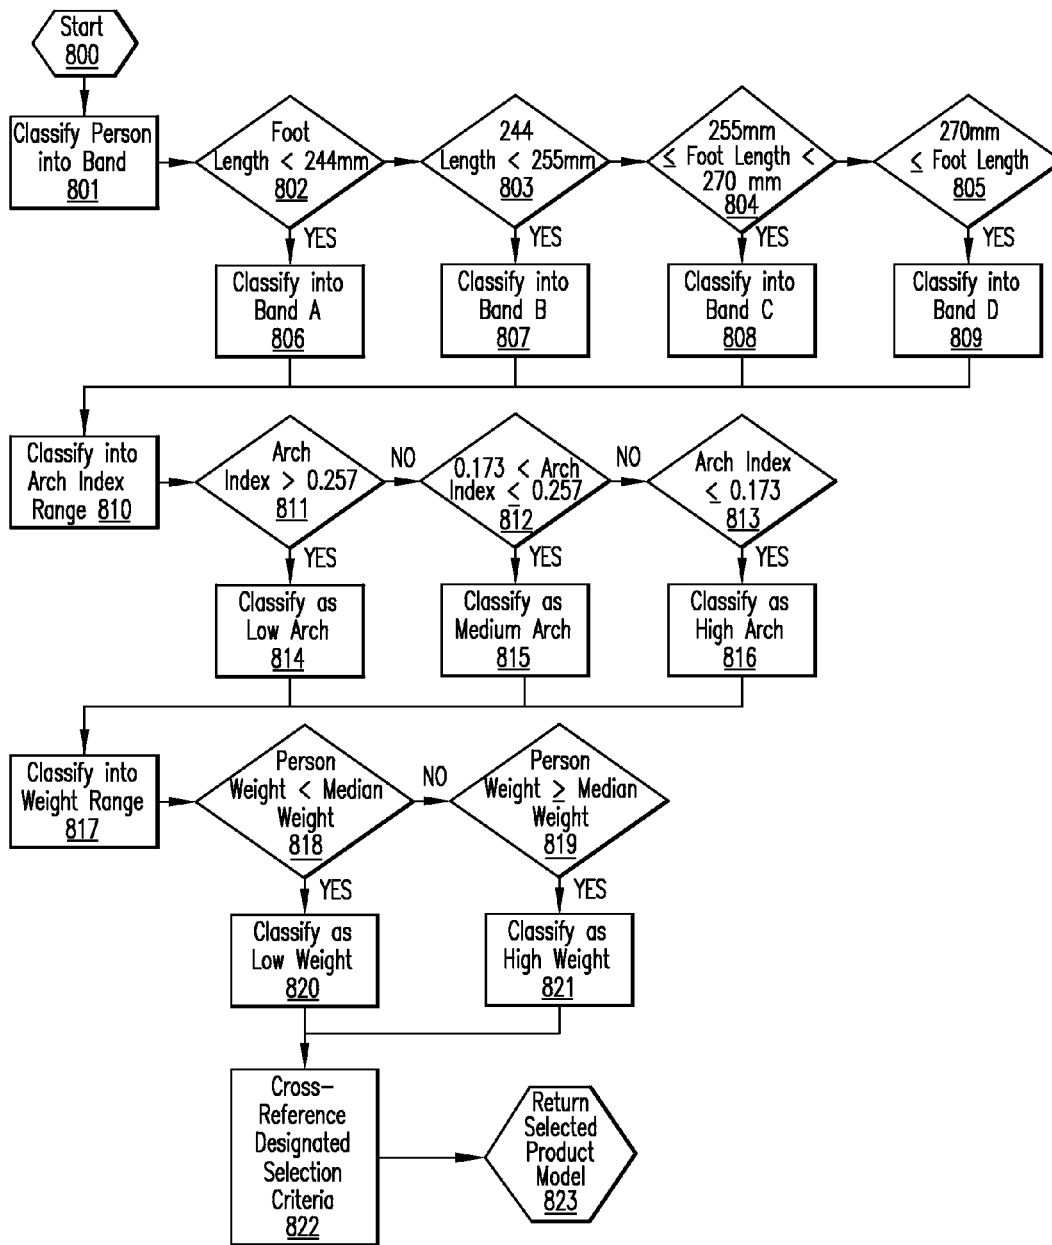 Start
800
Classify Person
into Band
801
Foot
Length < 244mm
802
244
Length < 255mm
803
255mm
≤ Foot Length <
270 mm
804
270mm
≤ Foot Length
805
YES
YES
YES
YES
Classify into
Band A
806
Classify into
Band B
807
Classify into
Band C
808
Classify into
Band D
809
Classify into
Arch Index
Range 810
Arch
Index > 0.257
811
NO
0.173 < Arch
Index ≤ 0.257
812
NO
Arch Index
≤ 0.173
813
YES
YES
YES
Classify as
Low Arch
814
Classify as
Medium Arch
815
Classify as
High Arch
816
Classify into
Weight Range
817
Person
Weight < Median
Weight
818
NO
Person
Weight ≥ Median
Weight
819
YES
YES
Classify as
Low Weight
820
Classify as
High Weight
821
Cross-
Reference
Designated
Selection
Criteria
822
Return
Selected
Product
Model
823